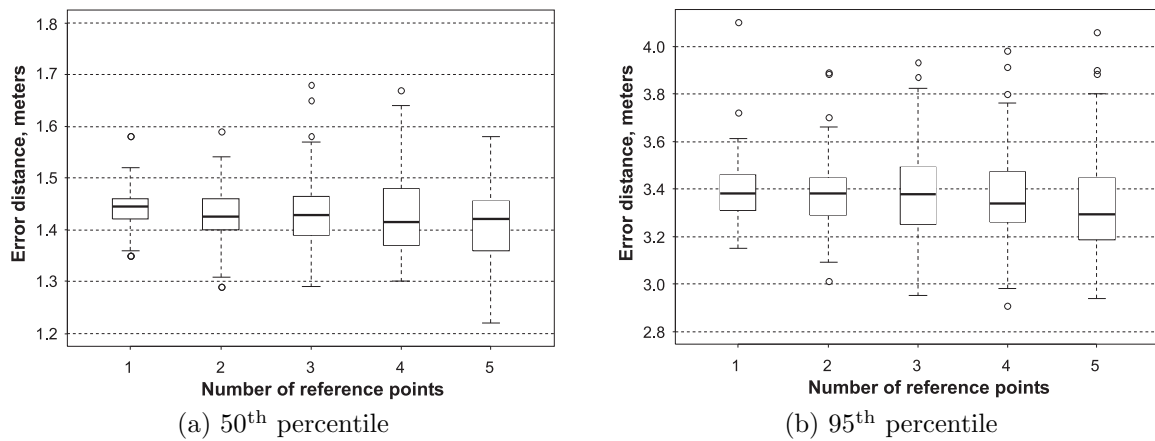 Error distance, meters
1.8
1.7
1.6
1.5
1.4
1.3
1.2
1 2 3 4 5
Number of reference points
(a) 50th percentile
Error distance, meters
4.0
3.8
3.6
3.4
3.2
3.0
2.8
1 2 3 4 5
Number of reference points
(b) 95th percentile